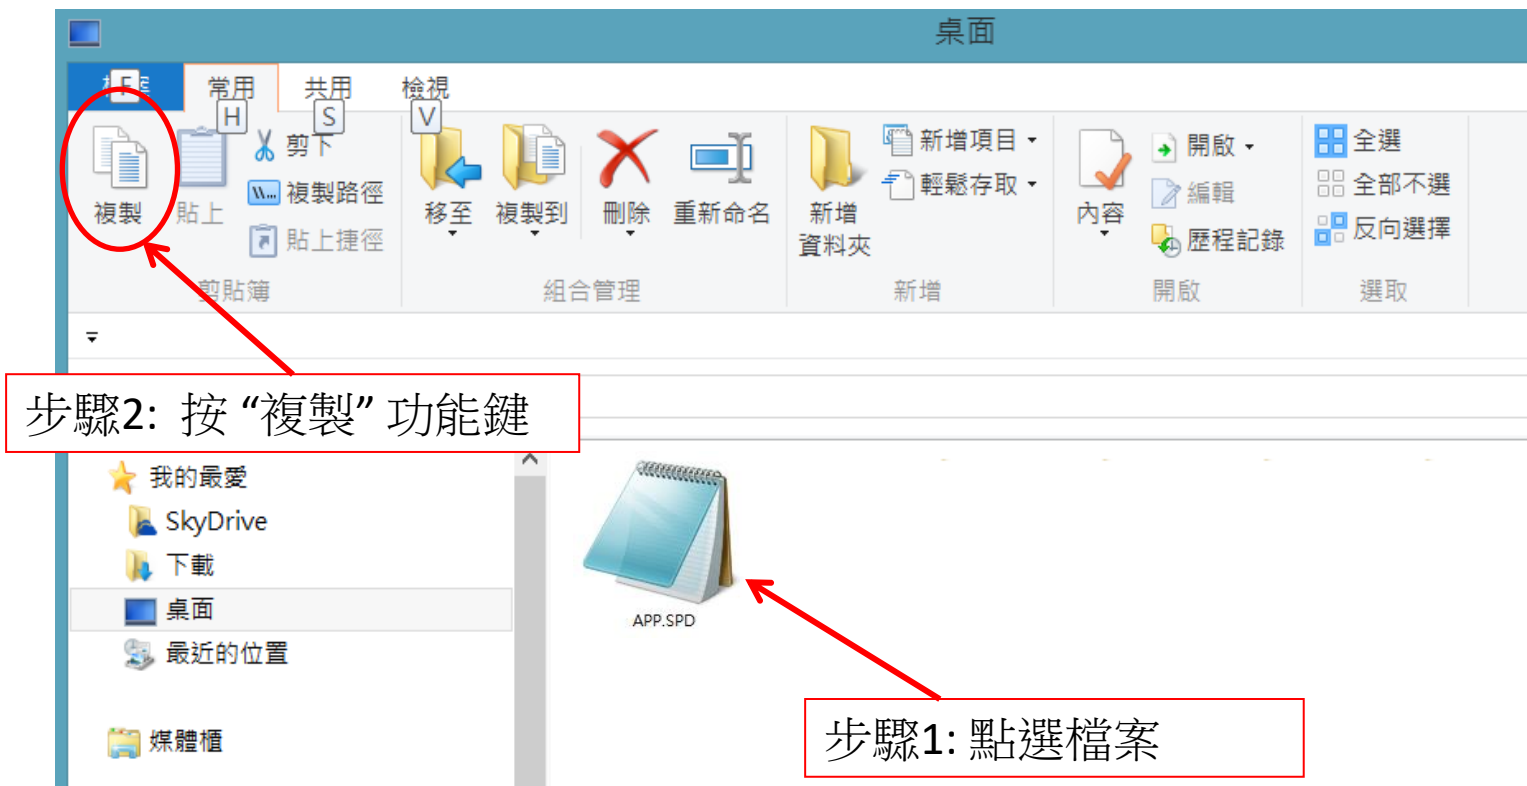 桌面
F
常用
共用
檢視
H
S
V
複製
貼上
剪下
複製路徑
貼上捷徑
剪貼簿
移至
複製到
刪除
重新命名
組合管理
新增
資料夾
新增項目
輕鬆存取
新增
內容
開啟
編輯
歷程記錄
開啟
全選
全部不選
反向選擇
選取
步驟2: 按 “複製” 功能鍵
我的最愛
SkyDrive
下載
桌面
最近的位置
媒體櫃
APP.SPD
步驟1: 點選檔案